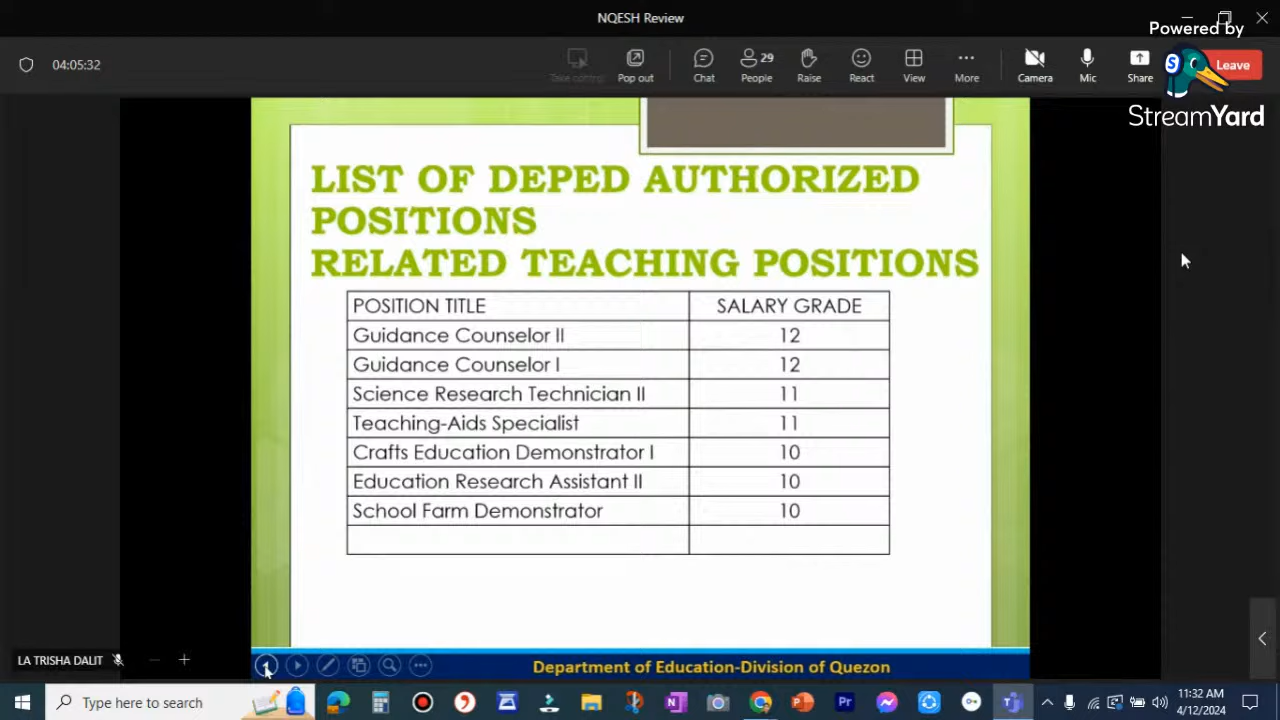 NQESH Review
Powered by
StreamYard
04:05:32
Take control
Pop out
Chat
29
People
Raise
React
View
More
Camera
Mic
Share
Leave
LIST OF DEPED AUTHORIZED
POSITIONS
RELATED TEACHING POSITIONS
POSITION TITLE SALARY GRADE
Guidance Counselor II 12
Guidance Counselor I 12
Science Research Technician II 11
Teaching-Aids Specialist 11
Crafts Education Demonstrator I 10
Education Research Assistant II 10
School Farm Demonstrator 10
LA TRISHA DALIT
Department of Education-Division of Quezon
Type here to search
11:32 AM
4/12/2024